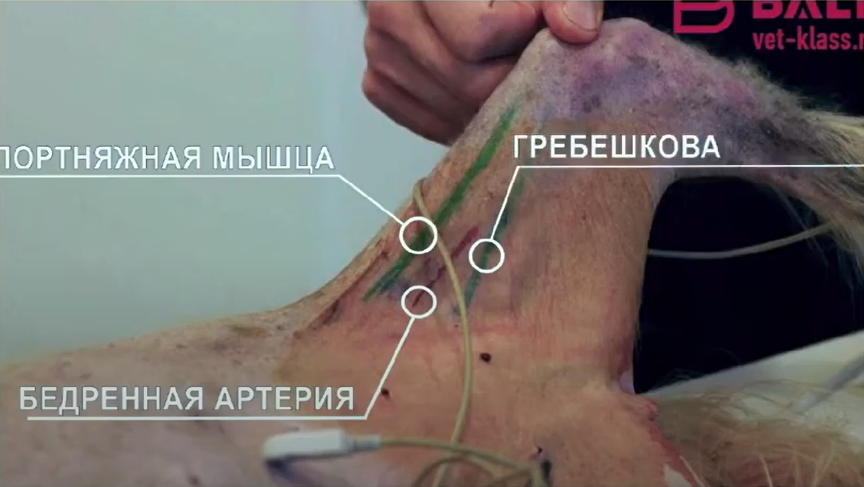 vet-klass.
ПОРТНЯЖНАЯ МЫШЦА
ГРЕБЕШКОВА
БЕДРЕННАЯ АРТЕРИЯ